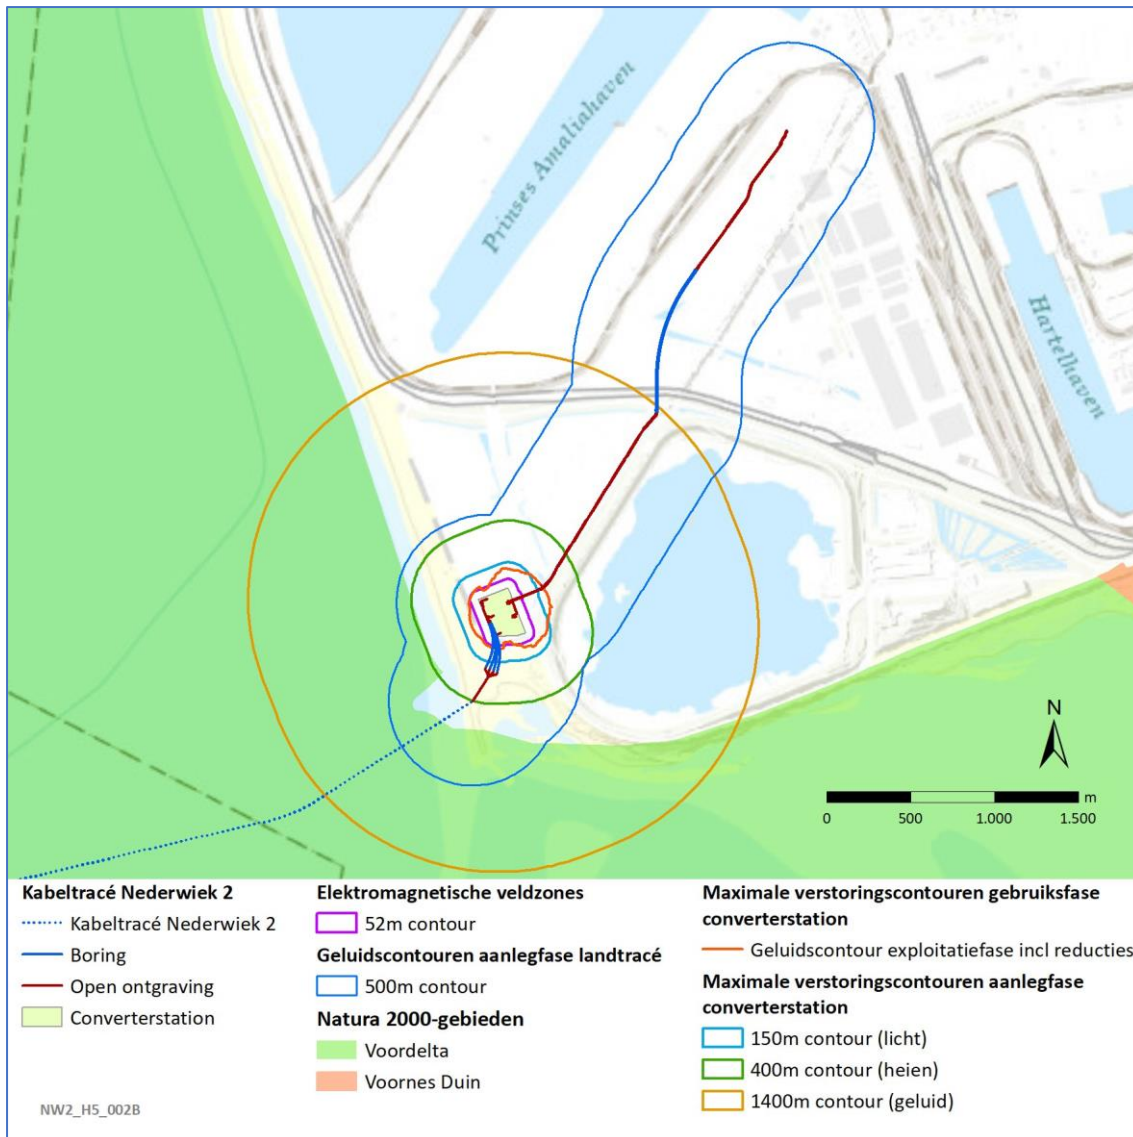 Prinses Amaliahaven
Hartelhaven
N
m
0 500 1.000 1.500
Kabeltracé Nederwiek 2
Kabeltracé Nederwiek 2
Boring
Open ontgraving
Converterstation
NW2_H5_002B
Elektromagnetische veldzones
52m contour
Geluidscontouren aanlegfase landtracé
500m contour
Natura 2000-gebieden
Voordelta
Voornes Duin
Maximale verstoringscontouren gebruiksfase
converterstation
Geluidscontour exploitatiefase incl reducties
Maximale verstoringscontouren aanlegfase
converterstation
150m contour (licht)
400m contour (heien)
1400m contour (geluid)